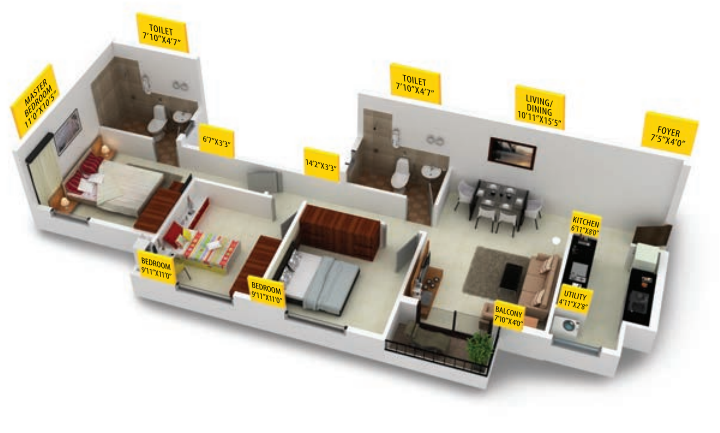 TOILET
7'10"X4'7"
MASTER
BEDROOM
11'0"X10'5"
TOILET
7'10"X4'7"
LIVING/
DINING
10'11"X15'5"
FOYER
7'5"X4'0"
6'7"X3'3"
14'2"X3'3"
KITCHEN
6'11"X8'0"
BEDROOM
9'11"X11'0"
BEDROOM
9'11"X11'0"
UTILITY
4'11"X2'8"
BALCONY
7'10"X4'0"